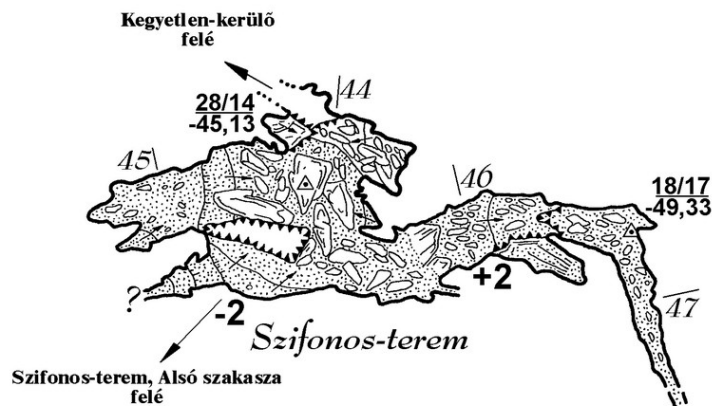 Kegyetlen-kerülő
felé
44
28/14
-45,13
45
46
18/17
-49,33
+2
?
-2
47
Szifonos-terem
Szifonos-terem, Alsó szakasza
felé